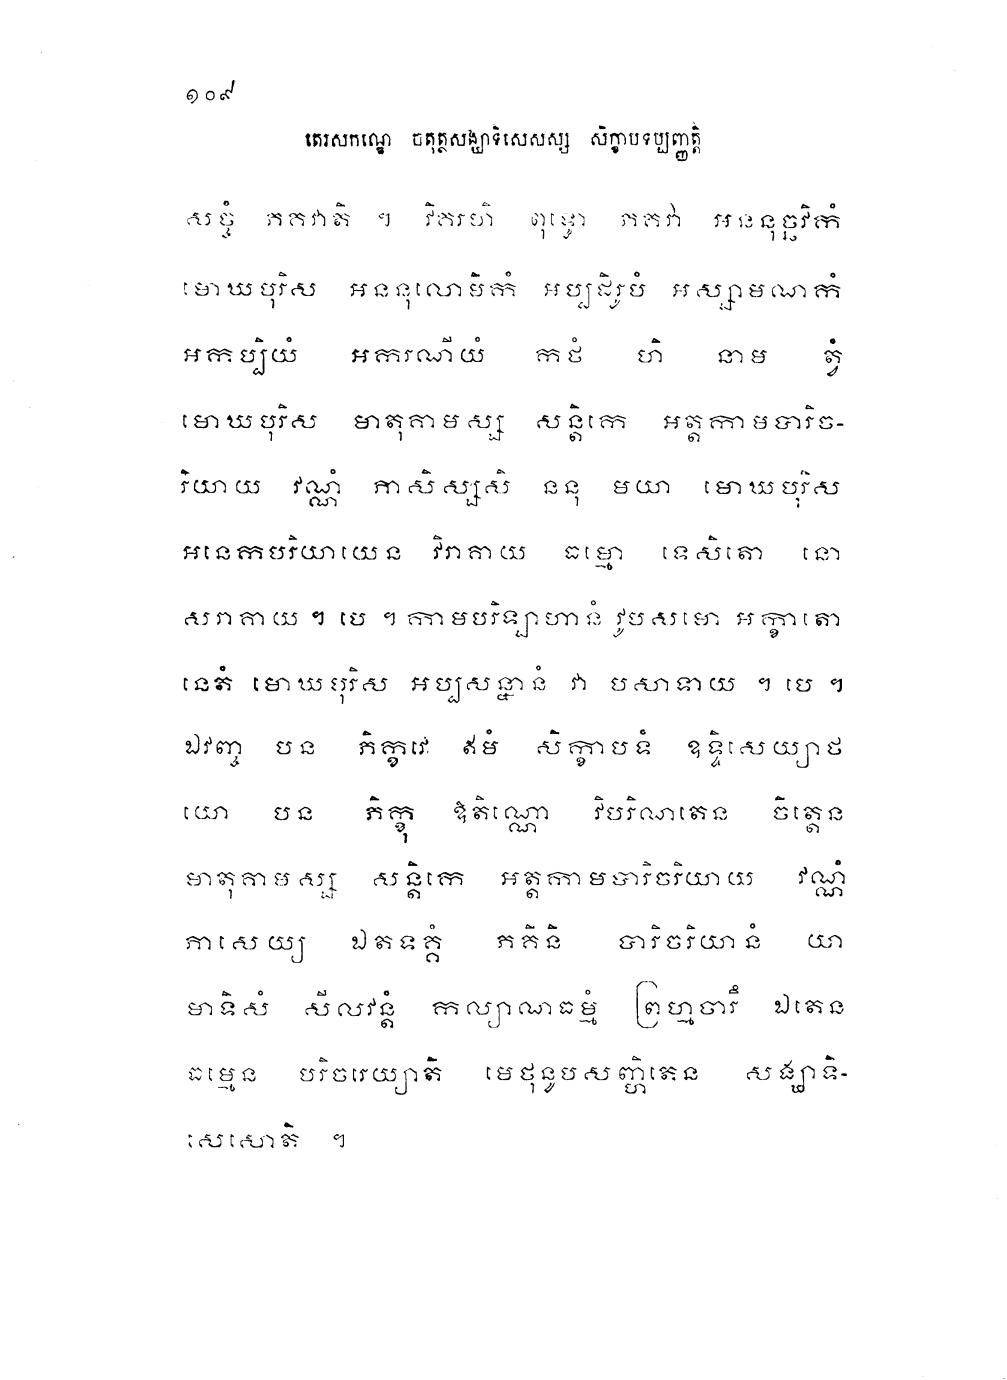 ១០៩
តេរសកណ្ឌេ ចតុត្ថសង្ឃាទិសេសស្ស សិក្ខាបទប្បញ្ញត្តិ
សច្ចំ ភគវាតិ ។ វិគរហិ ពុទ្ធោ ភគវា អននុច្ឆវិកំ
មោឃបុរិស អននុលោមិកំ អប្បដិរូបំ អស្សាមណកំ
អកប្បិយំ អករណីយំ កថំ ហិ នាម ត្វំ
មោឃបុរិស មាតុគាមស្ស សន្តិកេ អត្តកាមបារិច-
រិយាយ វណ្ណំ ភាសិស្សសិ ននុ មយា មោឃបុរិស
អនេកបរិយាយេន វិរាគាយ ធម្មោ ទេសិតោ នោ
សរាគាយ ។ បេ ។ កាមបរិឡាហានំ វូបសមោ អក្ខាតោ
នេតំ មោឃបុរិស អប្បសន្នានំ វា បសាទាយ ។ បេ ។
ឯវញ្ច បន ភិក្ខវេ ឥមំ សិក្ខាបទំ ឧទ្ទិសេយ្យាថ
យោ បន ភិក្ខុ ឱតិណ្ណោ វិបរិណតេន ចិត្តេន
មាតុគាមស្ស សន្តិកេ អត្តកាមបារិចរិយាយ វណ្ណំ
ភាសេយ្យ ឯតទគ្គំ ភគិនិ បារិចរិយានំ យា
មាទិសំ សីលវន្តំ កល្យាណធម្មំ ព្រហ្មចារឹ ឯតេន
ធម្មេន បរិចរេយ្យាតិ មេថុនូបសញ្ហិតេន សង្ឃាទិ-
សេសោតិ ។